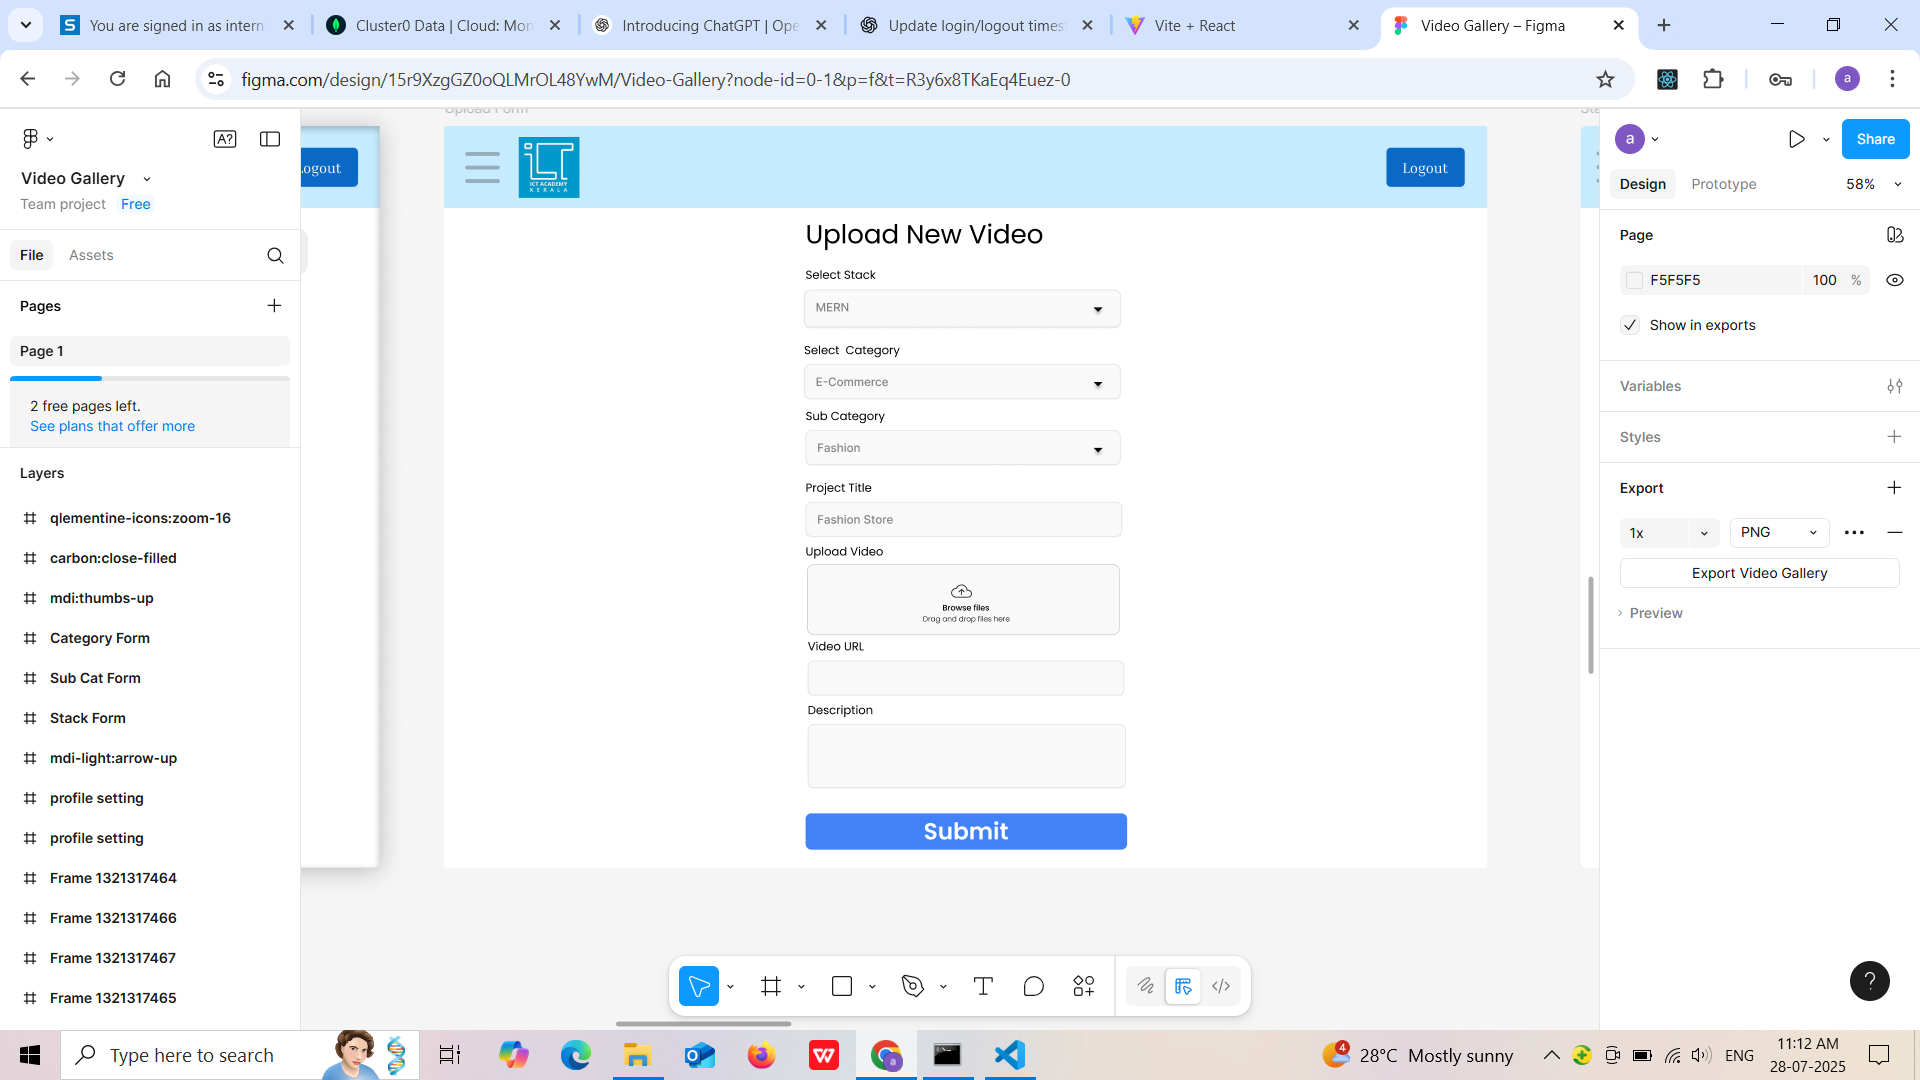 You are signed in as intern
Cluster0 Data | Cloud: Mon
Introducing ChatGPT | Ope
Update login/logout times
Vite + React
Video Gallery – Figma
figma.com/design/15r9XzgGZ0oQLMrOL48YwM/Video-Gallery?node-id=0-1&p=f&t=R3y6x8TKaEq4Euez-0
a
A?
Video Gallery
Team project
Free
File
Assets
Pages
Page 1
2 free pages left.
See plans that offer more
Layers
qlementine-icons:zoom-16
carbon:close-filled
mdi:thumbs-up
Category Form
Sub Cat Form
Stack Form
mdi-light:arrow-up
profile setting
profile setting
Frame 1321317464
Frame 1321317466
Frame 1321317467
Frame 1321317465
Logout
Upload Form
ICT
ICT ACADEMY
KERALA
Logout
Upload New Video
Select Stack
MERN
Select  Category
E-Commerce
Sub Category
Fashion
Project Title
Fashion Store
Upload Video
Browse files
Drag and drop files here
Video URL
Description
Submit
a
Share
Design
Prototype
58%
Page
F5F5F5
100
%
Show in exports
Variables
Styles
Export
1x
PNG
Export Video Gallery
Preview
?
Type here to search
4
28°C Mostly sunny
ENG
11:12 AM
28-07-2025